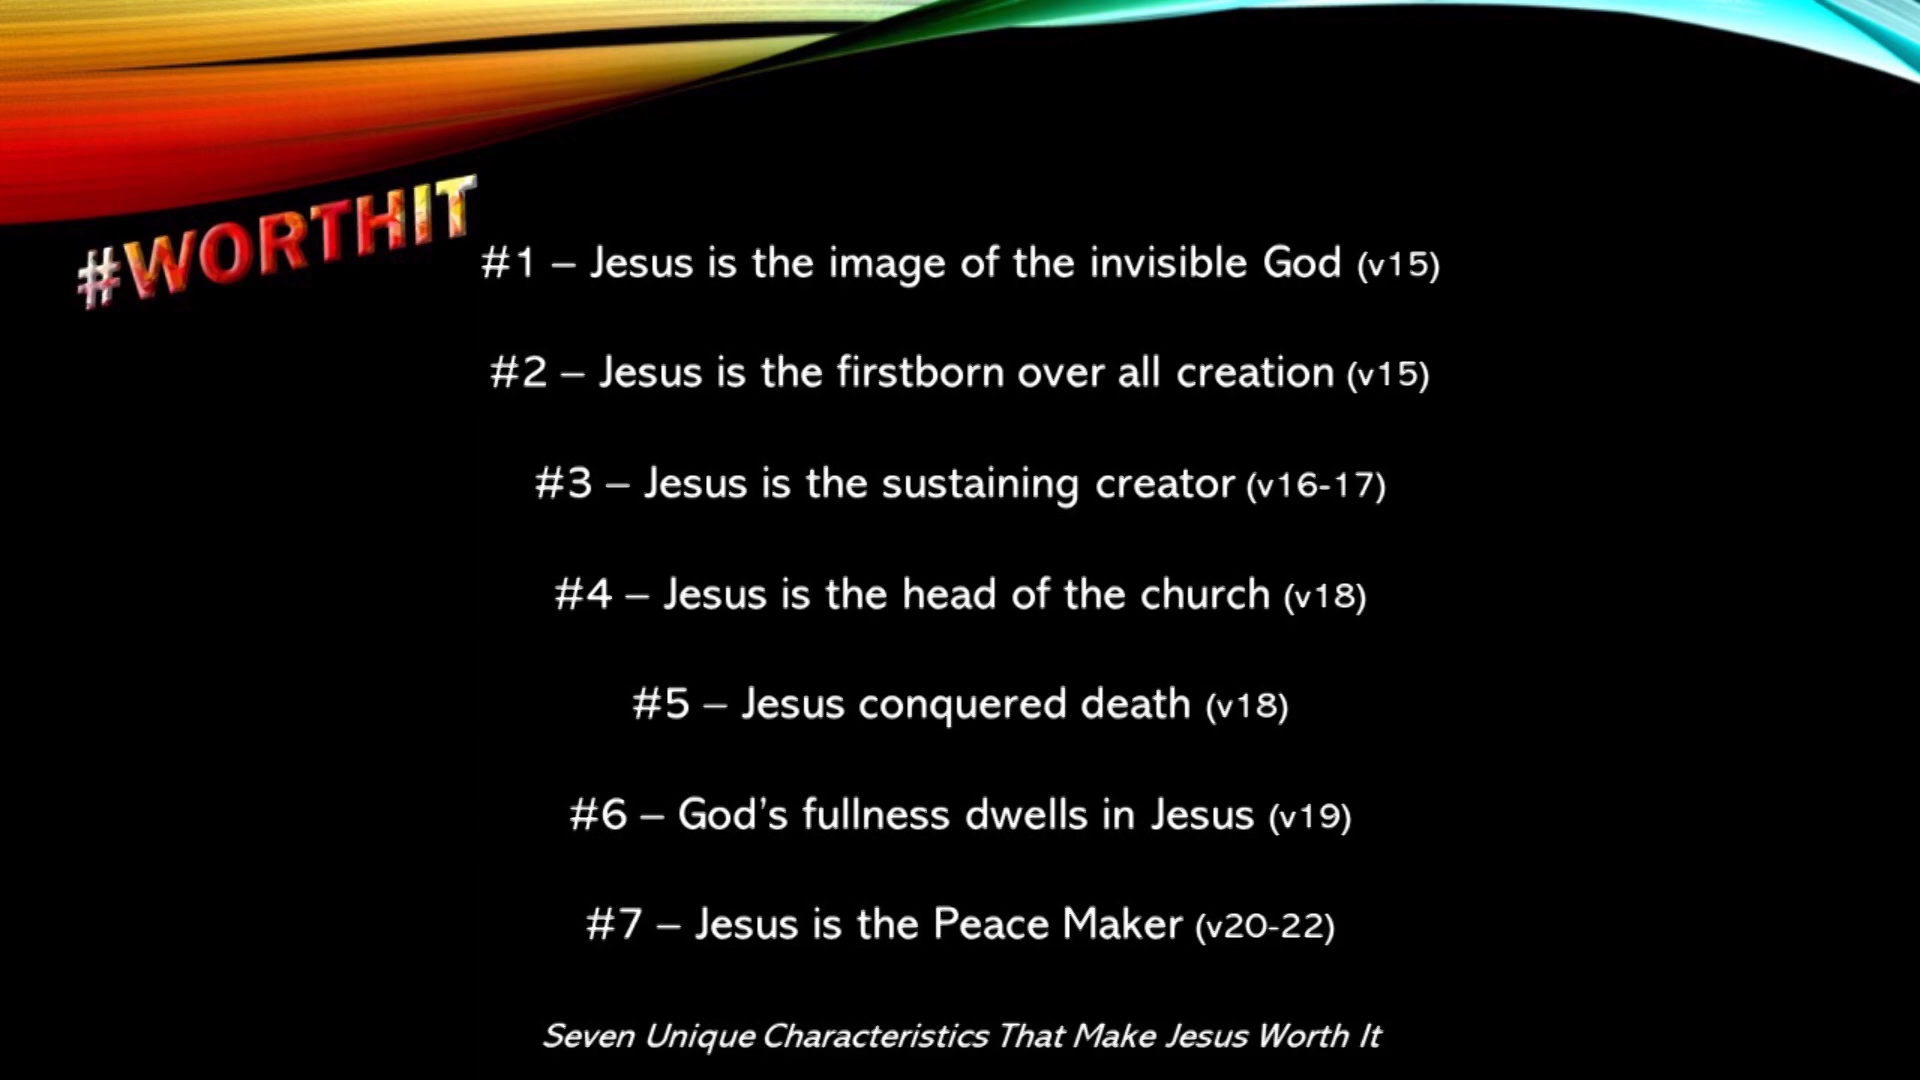 #WORTHIT
#1 – Jesus is the image of the invisible God (v15)
#2 – Jesus is the firstborn over all creation (v15)
#3 – Jesus is the sustaining creator (v16-17)
#4 – Jesus is the head of the church (v18)
#5 – Jesus conquered death (v18)
#6 – God's fullness dwells in Jesus (v19)
#7 – Jesus is the Peace Maker (v20-22)
Seven Unique Characteristics That Make Jesus Worth It